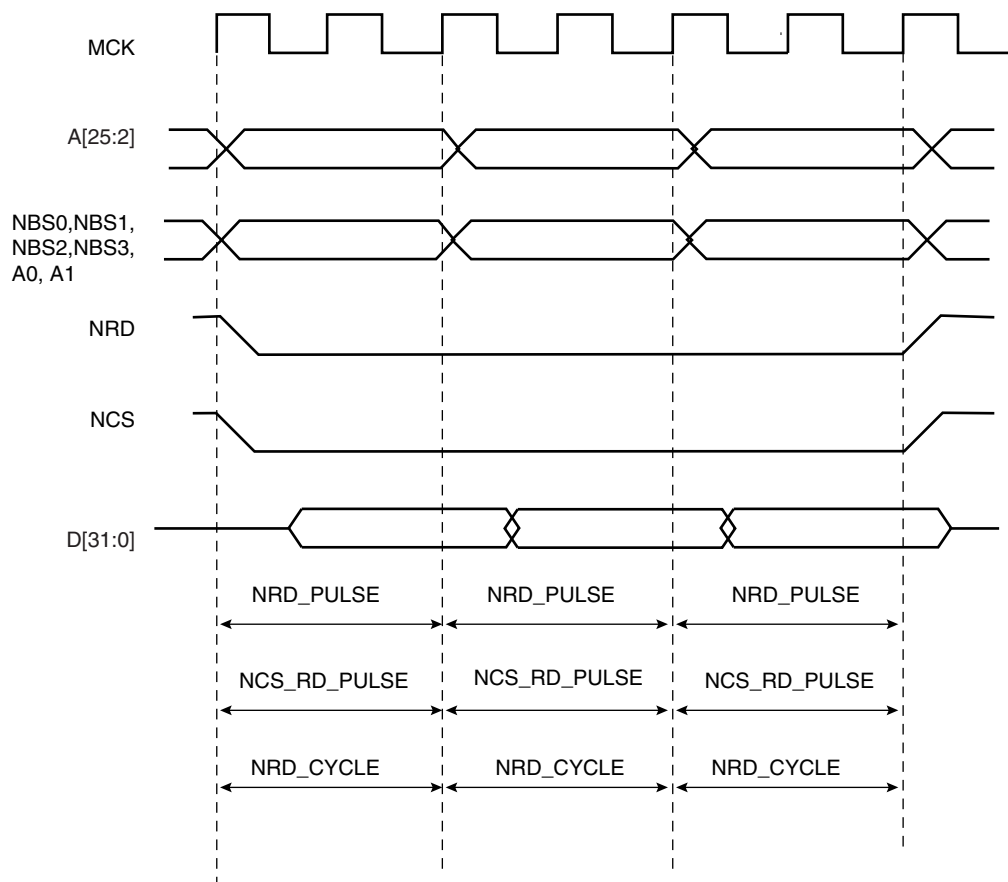 MCK
A[25:2]
NBS0,NBS1,
NBS2,NBS3,
A0, A1
NRD
NCS
D[31:0]
NRD_PULSE NRD_PULSE NRD_PULSE
NCS_RD_PULSE NCS_RD_PULSE NCS_RD_PULSE
NRD_CYCLE NRD_CYCLE NRD_CYCLE